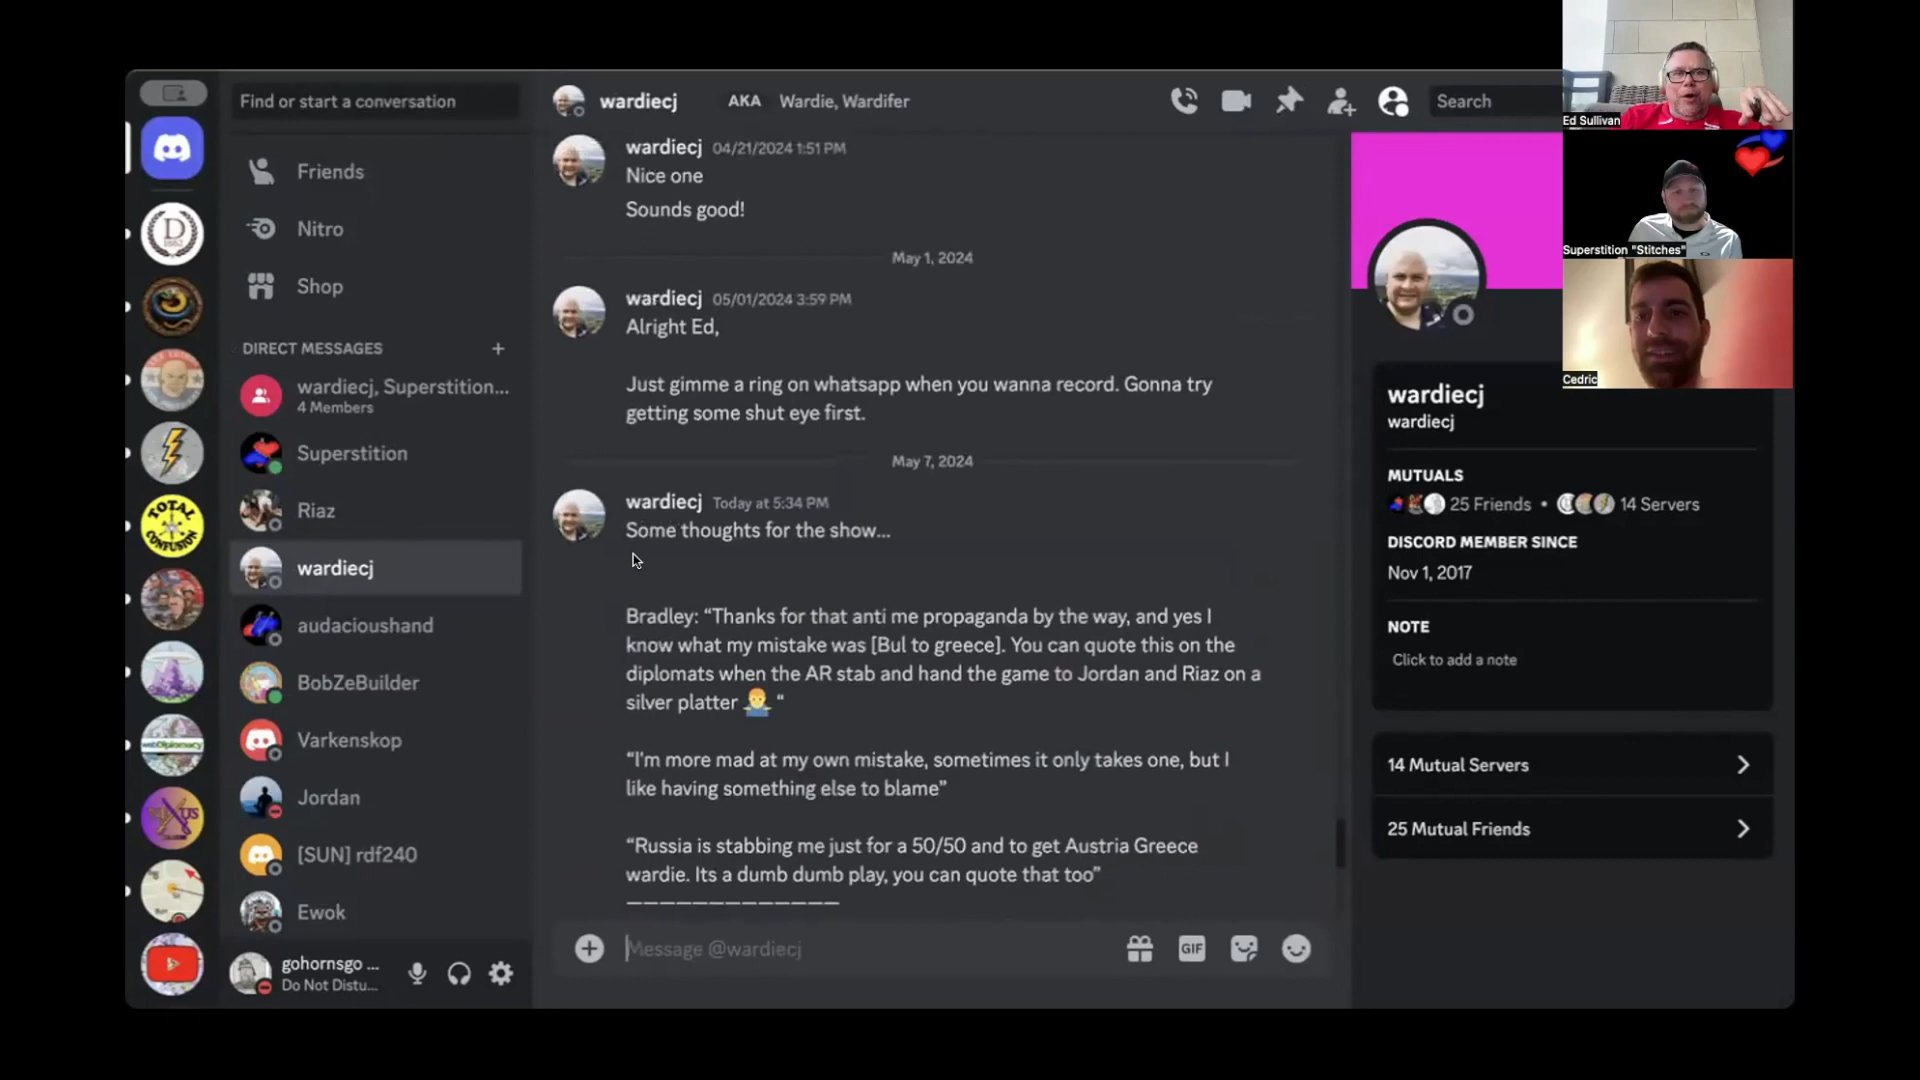 Find or start a conversation
Friends
Nitro
Shop
DIRECT MESSAGES
wardiecj, Superstition...
4 Members
Superstition
Riaz
wardiecj
audacioushand
BobZeBuilder
Varkenskop
Jordan
[SUN] rdf240
Ewok
gohornsgo ...
Do Not Distu...
D
1882
TOTAL
CONFUSION
webDiplomacy
wardiecj
AKA
Wardie, Wardifer
Search
wardiecj 04/21/2024 1:51 PM
Nice one
Sounds good!
May 1, 2024
wardiecj 05/01/2024 3:59 PM
Alright Ed,
Just gimme a ring on whatsapp when you wanna record. Gonna try
getting some shut eye first.
May 7, 2024
wardiecj Today at 5:34 PM
Some thoughts for the show...
Bradley: “Thanks for that anti me propaganda by the way, and yes I
know what my mistake was [Bul to greece]. You can quote this on the
diplomats when the AR stab and hand the game to Jordan and Riaz on a
silver platter 🤷‍♂️ “
“I'm more mad at my own mistake, sometimes it only takes one, but I
like having something else to blame”
“Russia is stabbing me just for a 50/50 and to get Austria Greece
wardie. Its a dumb dumb play, you can quote that too”
—————————————
Message @wardiecj
GIF
wardiecj
wardiecj
MUTUALS
25 Friends • 14 Servers
DISCORD MEMBER SINCE
Nov 1, 2017
NOTE
Click to add a note
14 Mutual Servers
25 Mutual Friends
Ed Sullivan
Superstition "Stitches"
Cedric